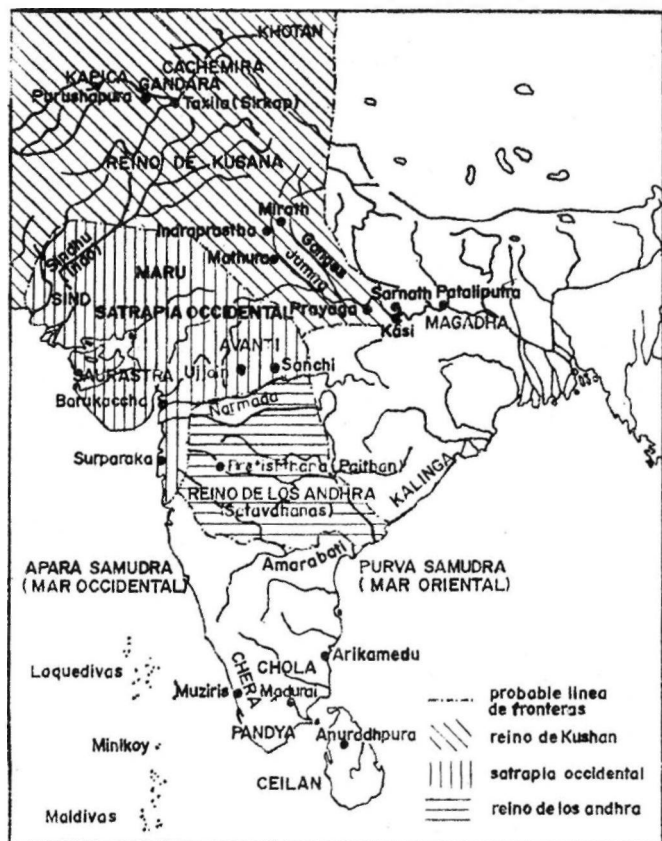 KHOTAN
CACHEMIRA
KAPICA
GANDARA
Purushapura
Taxila (Sirkap)
REINO DE KUSANA
Mirath
Indraprastba
Ganges
Jumna
Mathura
Sindhu
(Indo)
MARU
SIND
SATRAPIA OCCIDENTAL
Prayaga
Sarnath
Pataliputra
Kasi
MAGADHA
AVANTI
SAURASTRA
Ujjain
Sanchi
Barukaccha
Narmada
Surparaka
(Paithan)
KALINGA
REINO DE LOS ANDHRA
(Satavahanas)
Amarabati
APARA SAMUDRA
(MAR OCCIDENTAL)
PURVA SAMUDRA
(MAR ORIENTAL)
Laquedivas
CHOLA
Arikamedu
CHERA
Muziris
Madurai
PANDYA
Anuradhpura
Minikoy
CEILAN
Maldivas
probable linea
de fronteras
reino de Kushan
satrapia occidental
reino de los andhra